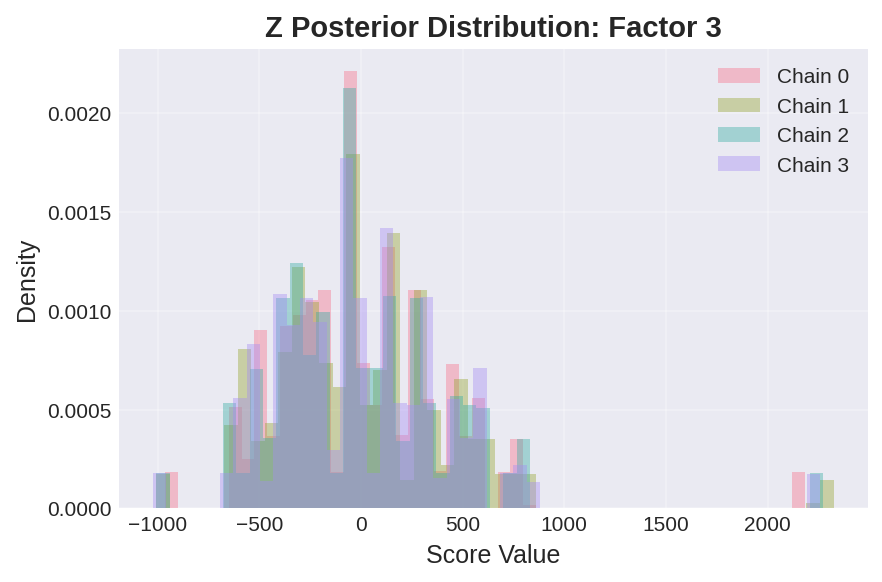 Z Posterior Distribution: Factor 3
Chain 0
Chain 1
Chain 2
Chain 3
0.0020
0.0015
0.0010
0.0005
0.0000
Density
−1000 −500 0 500 1000 1500 2000
Score Value